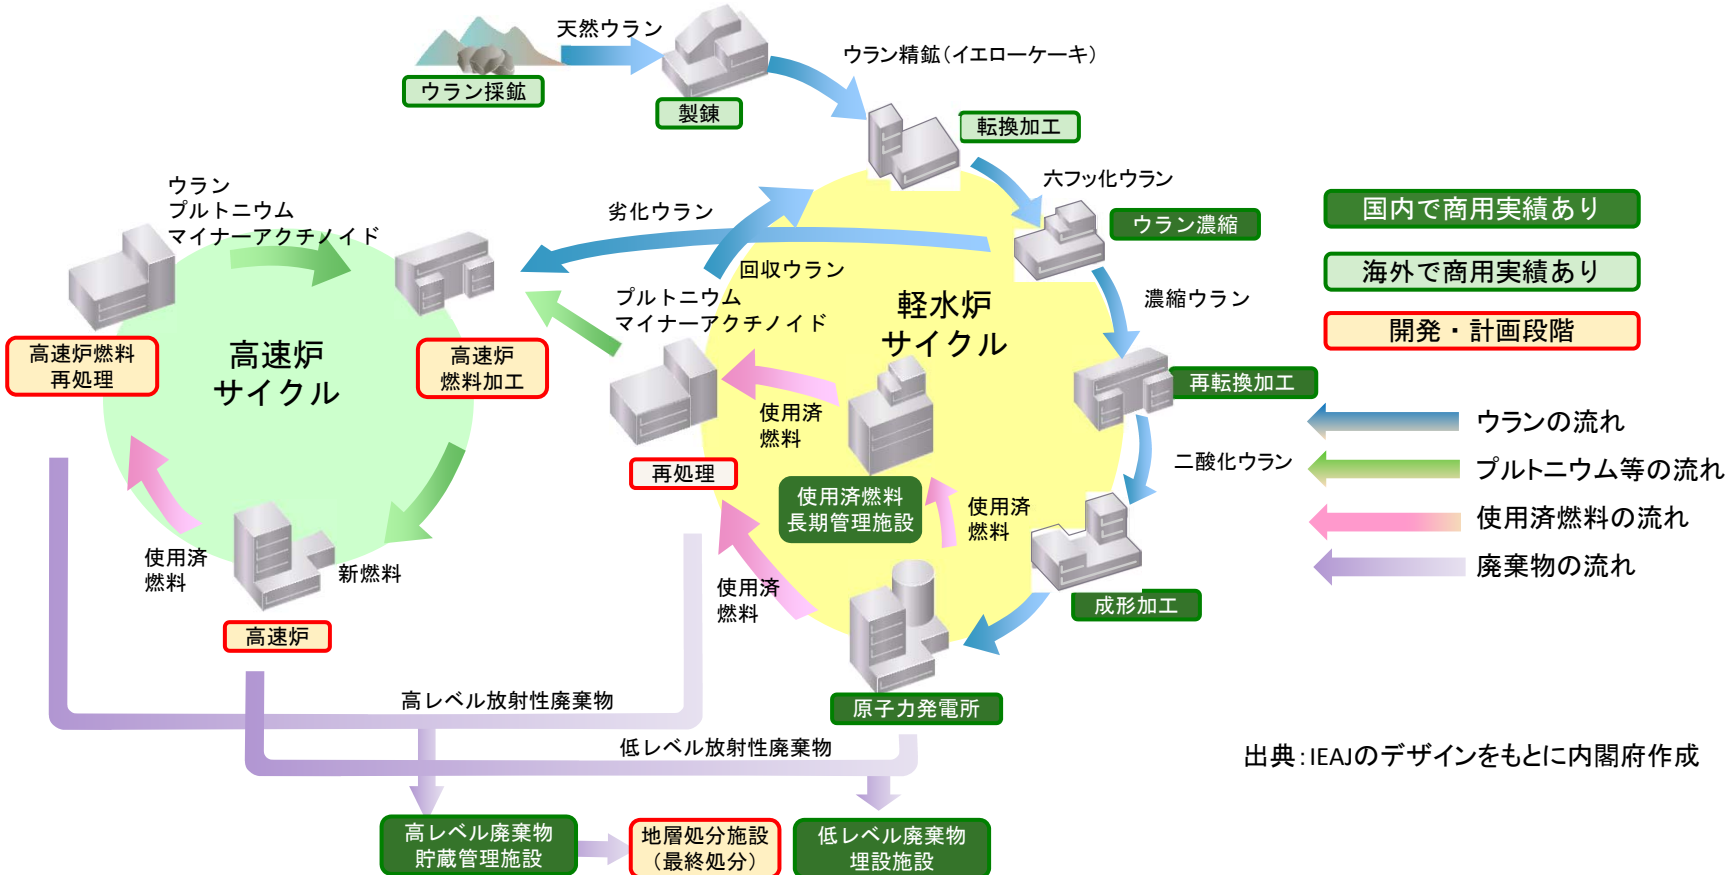 天然ウラン
ウラン採鉱
製錬
ウラン精鉱(イエローケーキ)
転換加工
六フッ化ウラン
ウラン濃縮
劣化ウラン
回収ウラン
濃縮ウラン
再転換加工
二酸化ウラン
成形加工
軽水炉
サイクル
プルトニウム
マイナーアクチノイド
再処理
使用済
燃料
使用済燃料
長期管理施設
使用済
燃料
使用済
燃料
原子力発電所
ウラン
プルトニウム
マイナーアクチノイド
高速炉燃料
再処理
高速炉
サイクル
高速炉
燃料加工
使用済
燃料
新燃料
高速炉
高レベル放射性廃棄物
低レベル放射性廃棄物
高レベル廃棄物
貯蔵管理施設
地層処分施設
(最終処分)
低レベル廃棄物
埋設施設
国内で商用実績あり
海外で商用実績あり
開発・計画段階
ウランの流れ
プルトニウム等の流れ
使用済燃料の流れ
廃棄物の流れ
出典:IEAJのデザインをもとに内閣府作成